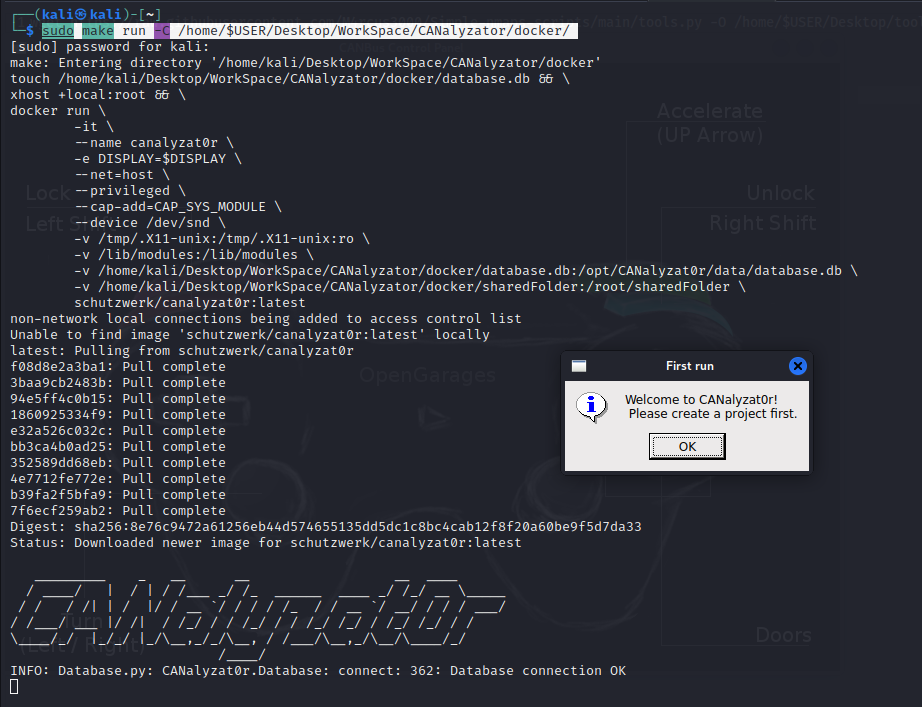 (kali㉿kali)-[~]
$ sudo make run -C /home/$USER/Desktop/WorkSpace/CANalyzator/docker/
[sudo] password for kali:
make: Entering directory '/home/kali/Desktop/WorkSpace/CANalyzator/docker'
touch /home/kali/Desktop/WorkSpace/CANalyzator/docker/database.db && \
xhost +local:root && \
docker run \
-it \
--name canalyzat0r \
-e DISPLAY=$DISPLAY \
--net=host \
--privileged \
--cap-add=CAP_SYS_MODULE \
--device /dev/snd \
-v /tmp/.X11-unix:/tmp/.X11-unix:ro \
-v /lib/modules:/lib/modules \
-v /home/kali/Desktop/WorkSpace/CANalyzator/docker/database.db:/opt/CANalyzat0r/data/database.db \
-v /home/kali/Desktop/WorkSpace/CANalyzator/docker/sharedFolder:/root/sharedFolder \
schutzwerk/canalyzat0r:latest
non-network local connections being added to access control list
Unable to find image 'schutzwerk/canalyzat0r:latest' locally
latest: Pulling from schutzwerk/canalyzat0r
f08d8e2a3ba1: Pull complete
3baa9cb2483b: Pull complete
94e5ff4c0b15: Pull complete
1860925334f9: Pull complete
e32a526c032c: Pull complete
bb3ca4b0ad25: Pull complete
352589dd68eb: Pull complete
4e7712fe772e: Pull complete
b39fa2f5bfa9: Pull complete
7f6ecf259ab2: Pull complete
Digest: sha256:8e76c9472a61256eb44d574655135dd5dc1c8bc4cab12f8f20a60be9f5d7da33
Status: Downloaded newer image for schutzwerk/canalyzat0r:latest
CANalyzat0r
INFO: Database.py: CANalyzat0r.Database: connect: 362: Database connection OK
First run
Welcome to CANalyzat0r!
Please create a project first.
OK
Accelerate
(UP Arrow)
Lock
Left Shift
Unlock
Right Shift
OpenGarages
Turn
(Left / Right)
Doors